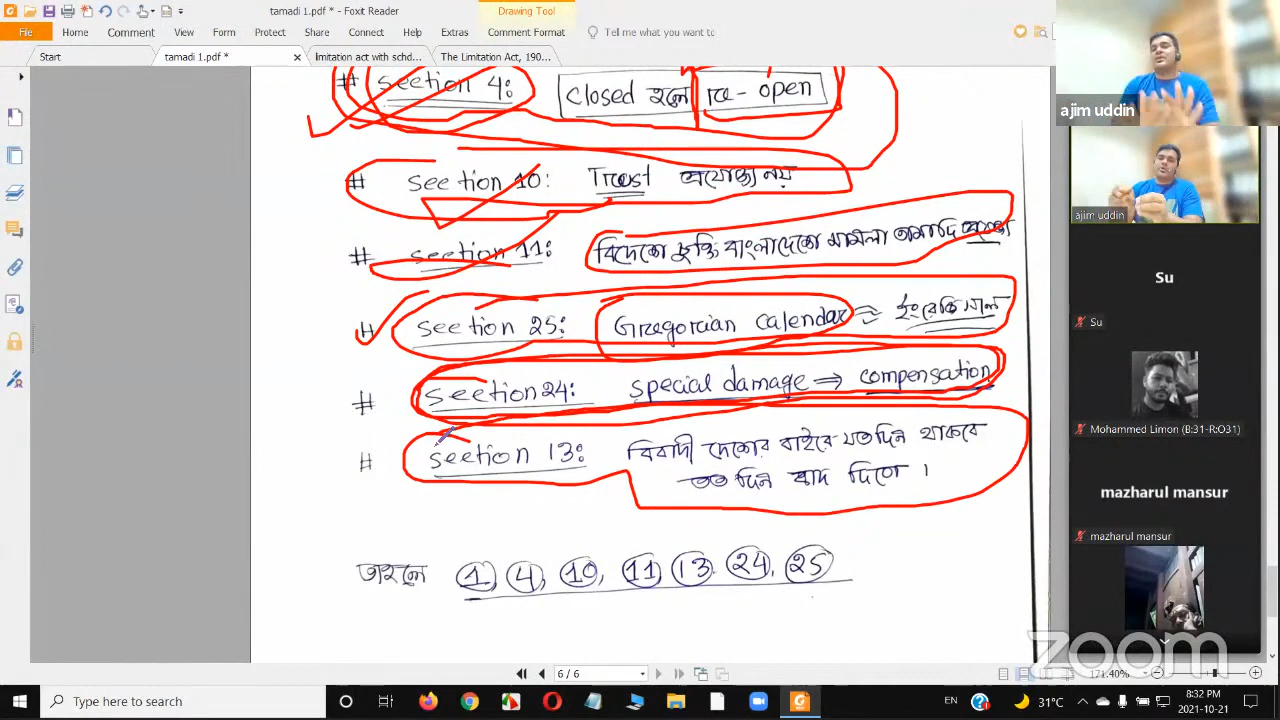 tamadi 1.pdf * - Foxit Reader
Drawing Tool
File
Home
Comment
View
Form
Protect
Share
Connect
Help
Extras
Comment Format
Tell me what you want to
Start
tamadi 1.pdf *
limitation act with schd...
The Limitation Act, 190...
# Section 4: closed হলে re-open
# Section 10: Trust প্রযোজ্য নয়
# section 11: বিদেশে চুক্তি বাংলাদেশে মামলা তামাদি
# section 25: Gregorian calendar ≈ ইংরেজি সাল
# section 24: special damage ⇒ compensation
# section 13: বিবাদী দেশের বাইরে যতদিন থাকবে
তত দিন বাদ দিবে ।
তাহলে 1, 4, 10, 11, 13, 24, 25
ajim uddin
ajim uddin
Su
Su
Mohammed Limon (B:31-R:O31)
mazharul mansur
mazharul mansur
zoom
6 / 6
171.40%
Type here to search
EN
31°C
8:32 PM
2021-10-21